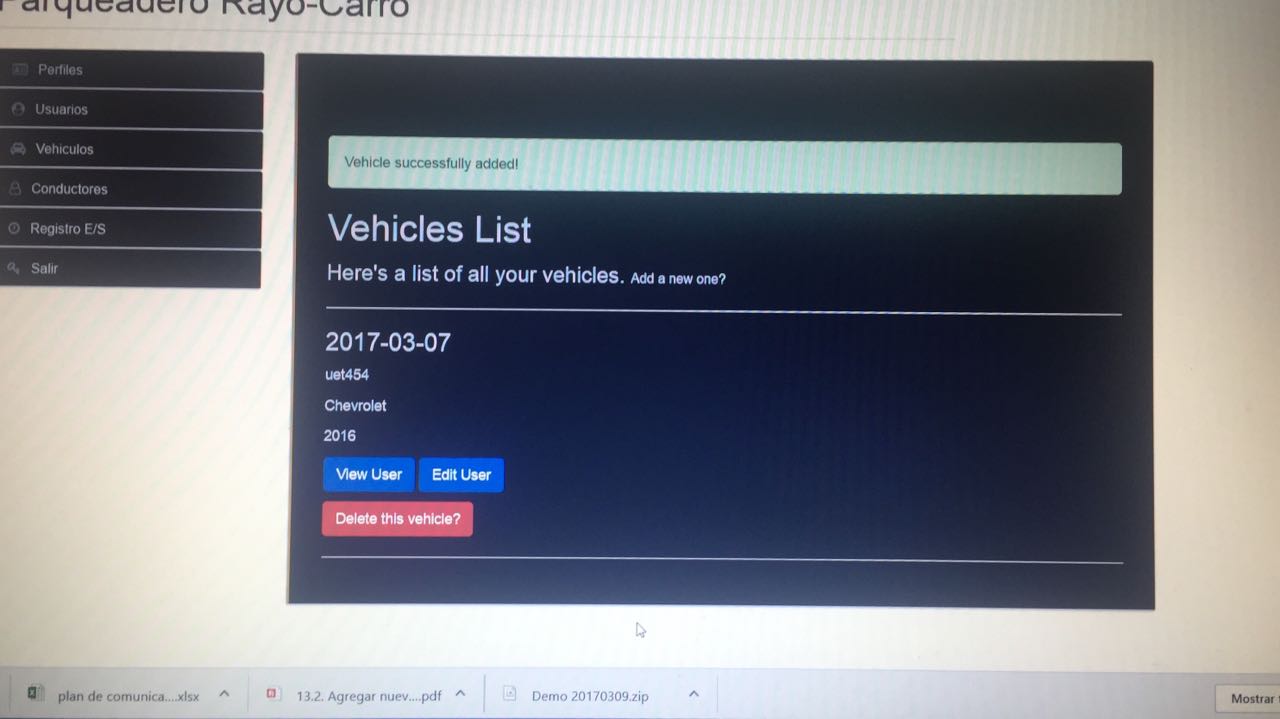 Parqueadero Rayo-Carro
Perfiles
Usuarios
Vehiculos
Conductores
Registro E/S
Salir
Vehicle successfully added!
Vehicles List
Here's a list of all your vehicles. Add a new one?
2017-03-07
uet454
Chevrolet
2016
View User
Edit User
Delete this vehicle?
plan de comunica....xlsx
13.2. Agregar nuev....pdf
Demo 20170309.zip
Mostrar